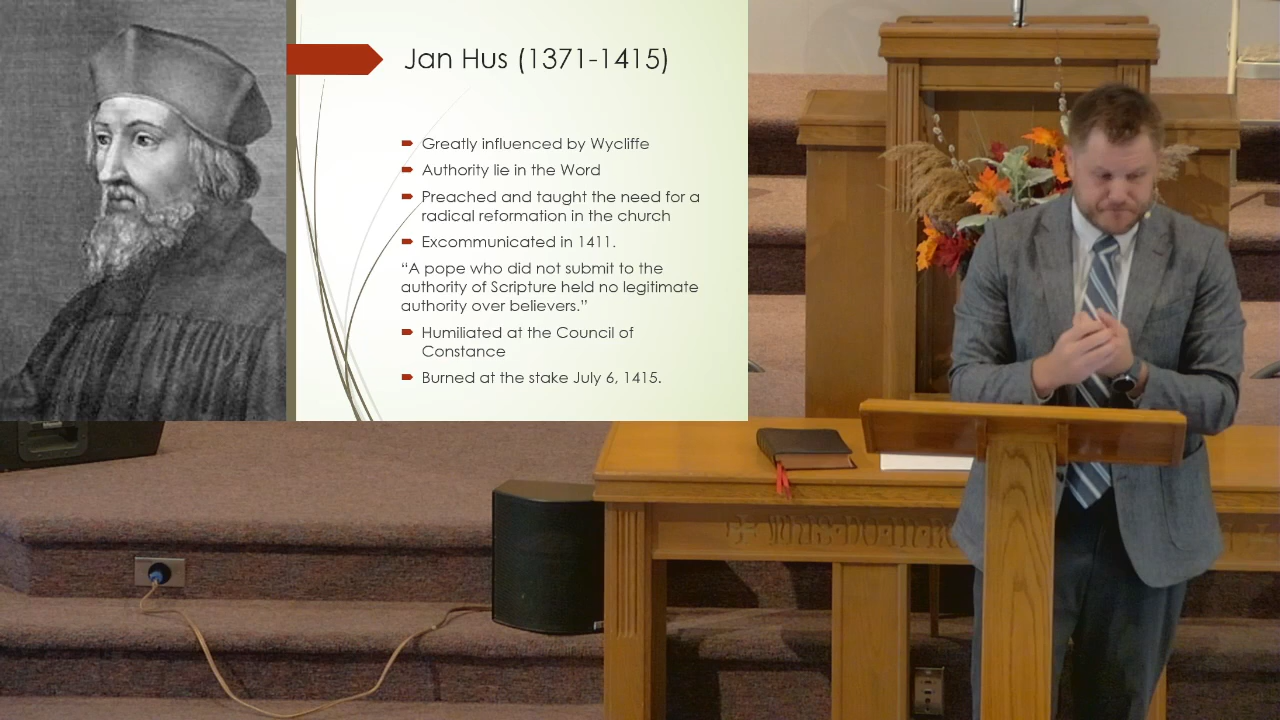 Jan Hus (1371-1415)
Greatly influenced by Wycliffe
Authority lie in the Word
Preached and taught the need for a
radical reformation in the church
Excommunicated in 1411.
“A pope who did not submit to the
authority of Scripture held no legitimate
authority over believers.”
Humiliated at the Council of
Constance
Burned at the stake July 6, 1415.